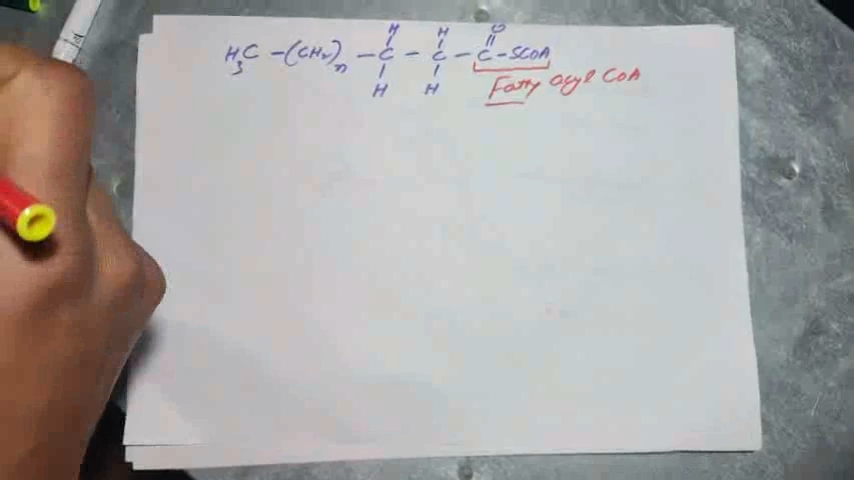 H H O
H3C -(CH2)n - C - C - C - SCOA
H H
Fatty acyl CoA